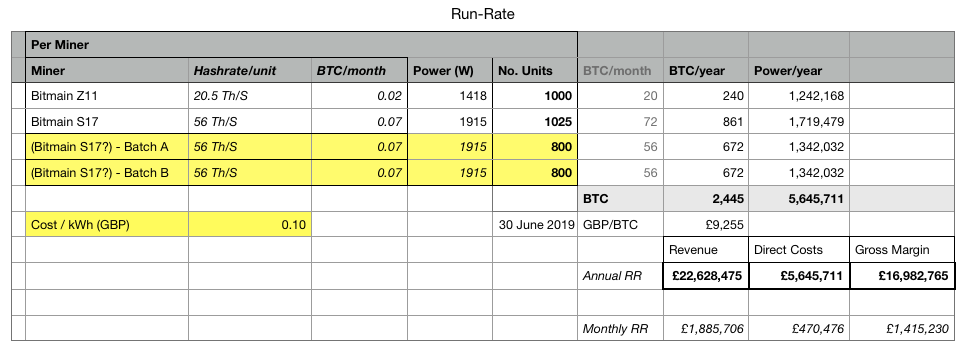 Run-Rate
Per Miner
Miner Hashrate/unit BTC/month Power (W) No. Units BTC/month BTC/year Power/year
Bitmain Z11 20.5 Th/S 0.02 1418 1000 20 240 1,242,168
Bitmain S17 56 Th/S 0.07 1915 1025 72 861 1,719,479
(Bitmain S17?) - Batch A 56 Th/S 0.07 1915 800 56 672 1,342,032
(Bitmain S17?) - Batch B 56 Th/S 0.07 1915 800 56 672 1,342,032
BTC 2,445 5,645,711
Cost / kWh (GBP) 0.10 30 June 2019 GBP/BTC £9,255
Revenue Direct Costs Gross Margin
Annual RR £22,628,475 £5,645,711 £16,982,765
Monthly RR £1,885,706 £470,476 £1,415,230